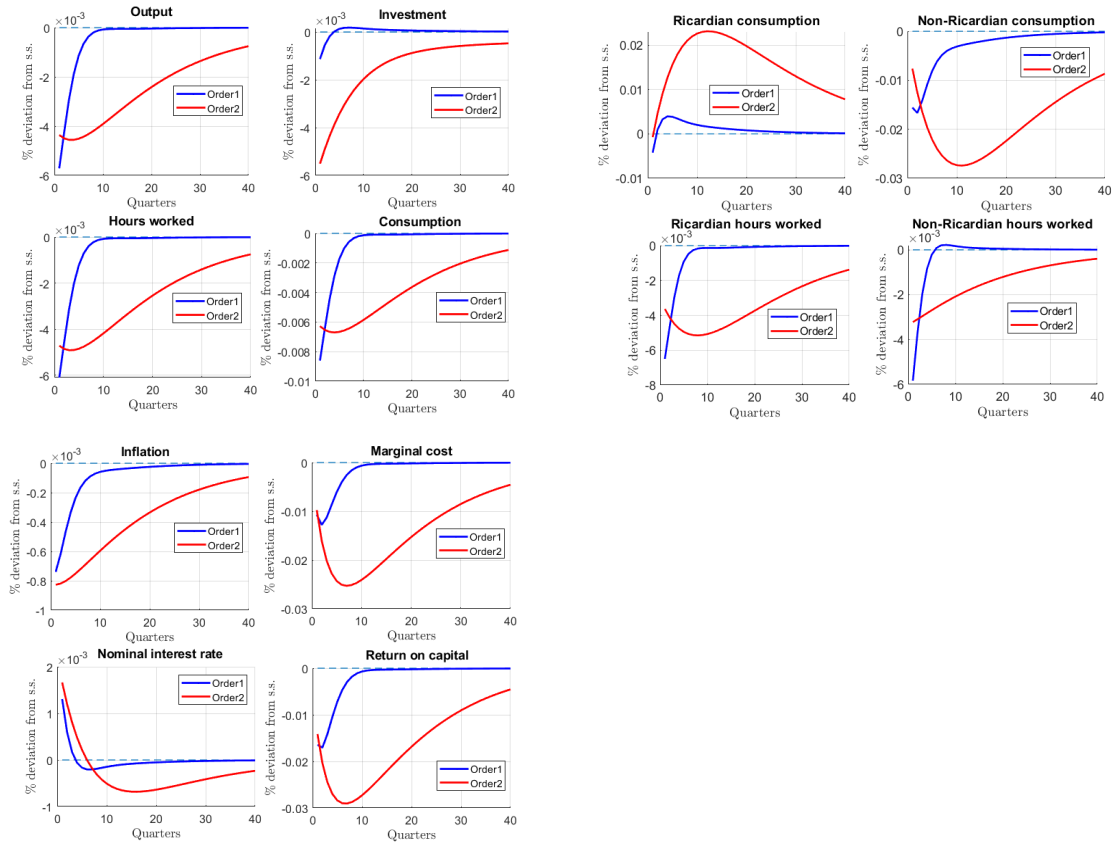 Output
×10⁻³
0
-2
-4
-6
% deviation from s.s.
Order1
Order2
0 10 20 30 40
Quarters
Investment
×10⁻³
0
-2
-4
-6
% deviation from s.s.
Order1
Order2
0 10 20 30 40
Quarters
Ricardian consumption
0.02
0.01
0
-0.01
% deviation from s.s.
Order1
Order2
0 10 20 30 40
Quarters
Non-Ricardian consumption
0
-0.01
-0.02
-0.03
% deviation from s.s.
Order1
Order2
0 10 20 30 40
Quarters
Hours worked
×10⁻³
0
-2
-4
-6
% deviation from s.s.
Order1
Order2
0 10 20 30 40
Quarters
Consumption
0
-0.002
-0.004
-0.006
-0.008
-0.01
% deviation from s.s.
Order1
Order2
0 10 20 30 40
Quarters
Ricardian hours worked
×10⁻³
0
-2
-4
-6
-8
% deviation from s.s.
Order1
Order2
0 10 20 30 40
Quarters
Non-Ricardian hours worked
×10⁻³
0
-2
-4
-6
% deviation from s.s.
Order1
Order2
0 10 20 30 40
Quarters
Inflation
×10⁻³
0
-0.2
-0.4
-0.6
-0.8
-1
% deviation from s.s.
Order1
Order2
0 10 20 30 40
Quarters
Marginal cost
0
-0.01
-0.02
-0.03
% deviation from s.s.
Order1
Order2
0 10 20 30 40
Quarters
Nominal interest rate
×10⁻³
2
1
0
-1
% deviation from s.s.
Order1
Order2
0 10 20 30 40
Quarters
Return on capital
0
-0.01
-0.02
-0.03
% deviation from s.s.
Order1
Order2
0 10 20 30 40
Quarters